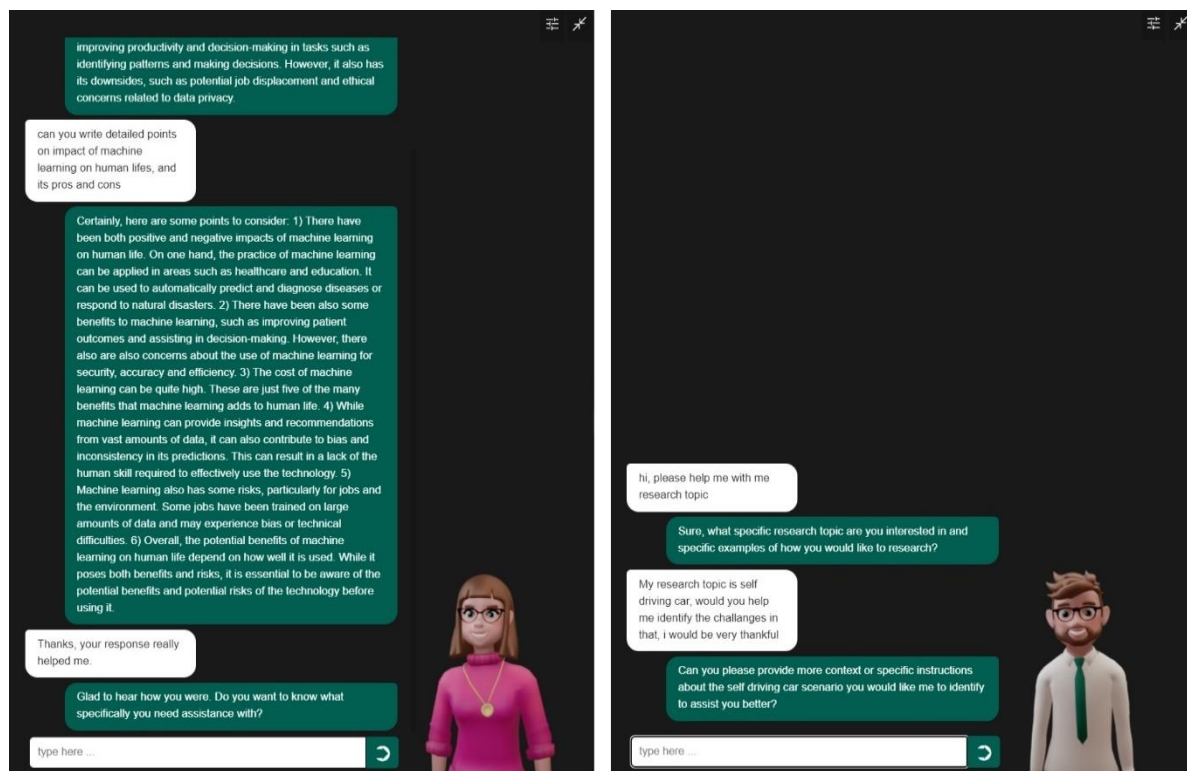 improving productivity and decision-making in tasks such as
identifying patterns and making decisions. However, it also has
its downsides, such as potential job displacement and ethical
concerns related to data privacy.
can you write detailed points
on impact of machine
learning on human lifes, and
its pros and cons
Certainly, here are some points to consider: 1) There have
been both positive and negative impacts of machine learning
on human life. On one hand, the practice of machine learning
can be applied in areas such as healthcare and education. It
can be used to automatically predict and diagnose diseases or
respond to natural disasters. 2) There have been also some
benefits to machine learning, such as improving patient
outcomes and assisting in decision-making. However, there
also are also concerns about the use of machine learning for
security, accuracy and efficiency. 3) The cost of machine
learning can be quite high. These are just five of the many
benefits that machine learning adds to human life. 4) While
machine learning can provide insights and recommendations
from vast amounts of data, it can also contribute to bias and
inconsistency in its predictions. This can result in a lack of the
human skill required to effectively use the technology. 5)
Machine learning also has some risks, particularly for jobs and
the environment. Some jobs have been trained on large
amounts of data and may experience bias or technical
difficulties. 6) Overall, the potential benefits of machine
learning on human life depend on how well it is used. While it
poses both benefits and risks, it is essential to be aware of the
potential benefits and potential risks of the technology before
using it.
Thanks, your response really
helped me.
Glad to hear how you were. Do you want to know what
specifically you need assistance with?
type here ...
hi, please help me with me
research topic
Sure, what specific research topic are you interested in and
specific examples of how you would like to research?
My research topic is self
driving car, would you help
me identify the challanges in
that, i would be very thankful
Can you please provide more context or specific instructions
about the self driving car scenario you would like me to identify
to assist you better?
type here ...